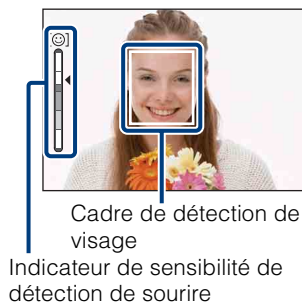 Cadre de détection de
visage
Indicateur de sensibilité de
détection de sourire